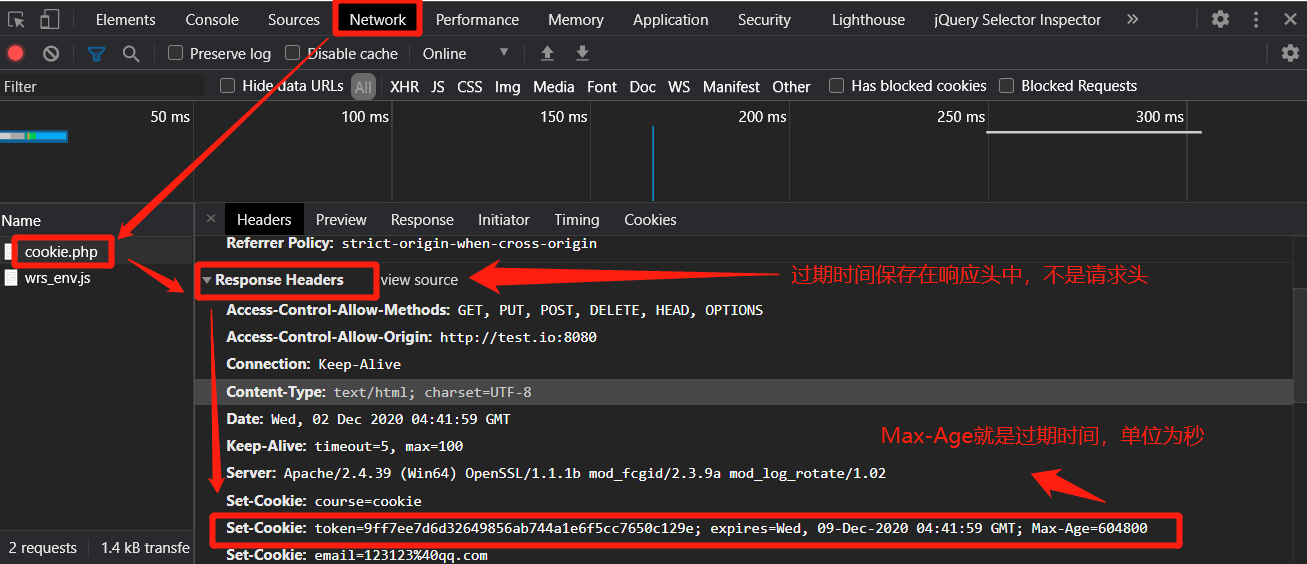 Elements Console Sources Network Performance Memory Application Security Lighthouse jQuery Selector Inspector »
Preserve log Disable cache Online
Filter Hide data URLs All XHR JS CSS Img Media Font Doc WS Manifest Other Has blocked cookies Blocked Requests
50 ms 100 ms 150 ms 200 ms 250 ms 300 ms
Name × Headers Preview Response Initiator Timing Cookies
Referrer Policy: strict-origin-when-cross-origin
cookie.php
wrs_env.js
Response Headers view source 过期时间保存在响应头中，不是请求头
Access-Control-Allow-Methods: GET, PUT, POST, DELETE, HEAD, OPTIONS
Access-Control-Allow-Origin: http://test.io:8080
Connection: Keep-Alive
Content-Type: text/html; charset=UTF-8
Date: Wed, 02 Dec 2020 04:41:59 GMT
Max-Age就是过期时间，单位为秒
Keep-Alive: timeout=5, max=100
Server: Apache/2.4.39 (Win64) OpenSSL/1.1.1b mod_fcgid/2.3.9a mod_log_rotate/1.02
Set-Cookie: course=cookie
Set-Cookie: token=9ff7ee7d6d32649856ab744a1e6f5cc7650c129e; expires=Wed, 09-Dec-2020 04:41:59 GMT; Max-Age=604800
Set-Cookie: email=123123%40qq.com
2 requests 1.4 kB transfe